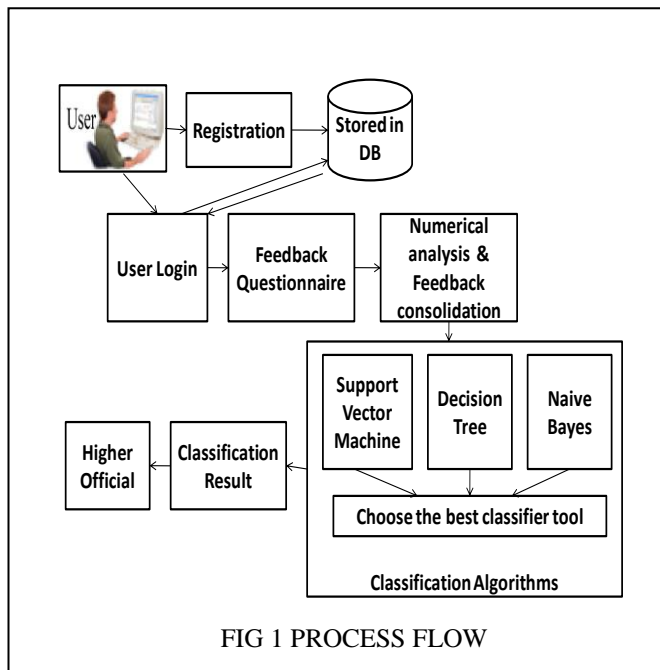 User
Registration
Stored in
DB
User Login
Feedback
Questionnaire
Numerical
analysis &
Feedback
consolidation
Support
Vector
Machine
Decision
Tree
Naive
Bayes
Higher
Official
Classification
Result
Choose the best classifier tool
Classification Algorithms
FIG 1 PROCESS FLOW